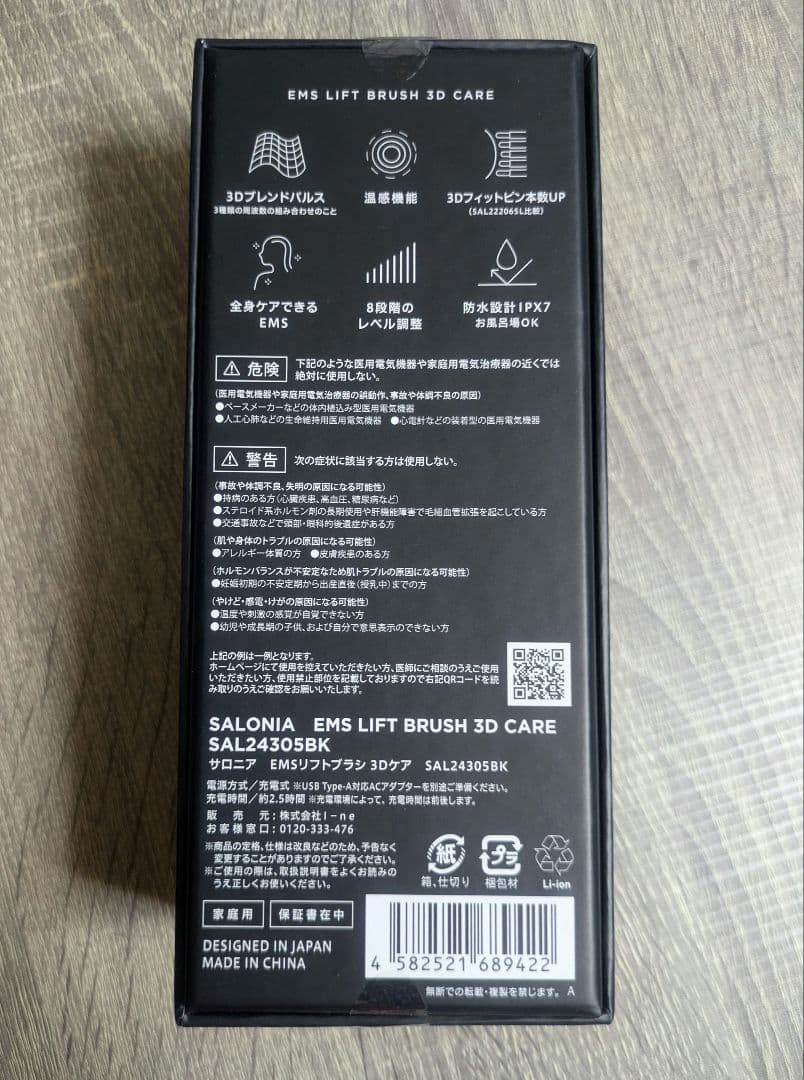 EMS LIFT BRUSH 3D CARE
3Dブレンドパルス
3種類の周波数の組み合わせのこと
温感機能
3Dフィットピン本数UP
(SAL22206SL比較)
全身ケアできる
EMS
8段階の
レベル調整
防水設計IPX7
お風呂場OK
危険 下記のような医用電気機器や家庭用電気治療器の近くでは
絶対に使用しない。
(医用電気機器や家庭用電気治療器の誤動作、事故や体調不良の原因)
●ペースメーカーなどの体内植込み型医用電気機器
●人工心肺などの生命維持用医用電気機器 ●心電計などの装着型の医用電気機器
警告 次の症状に該当する方は使用しない。
(事故や体調不良、失明の原因になる可能性)
●持病のある方(心臓疾患、高血圧、糖尿病など)
●ステロイド系ホルモン剤の長期使用や肝機能障害で毛細血管拡張を起こしている方
●交通事故などで頭部・眼科的後遺症がある方
(肌や身体のトラブルの原因になる可能性)
●アレルギー体質の方 ●皮膚疾患のある方
(ホルモンバランスが不安定なため肌トラブルの原因になる可能性)
●妊娠初期の不安定期から出産直後(授乳中)までの方
(やけど・感電・けがの原因になる可能性)
●温度や刺激の感覚が自覚できない方
●幼児や成長期の子供、および自分で意思表示のできない方
上記の例は一例となります。
ホームページにて使用を控えていただきたい方、医師にご相談のうえご使用
いただきたい方、使用禁止部位を記載しておりますので右記QRコードを読
み取りのうえご確認をお願いいたします。
SALONIA EMS LIFT BRUSH 3D CARE
SAL24305BK
サロニア EMSリフトブラシ 3Dケア SAL24305BK
電源方式/充電式 ※USB Type-A対応ACアダプターを別途ご準備ください。
充電時間/約2.5時間 ※充電環境によって、充電時間は前後します。
販売元:株式会社I-ne
お客様窓口:0120-333-476
※商品の定格、仕様は改良などのため、予告なく
変更することがありますのでご了承ください。
※ご使用の際は、取扱説明書をよくお読みの
うえ正しくお使いください。
紙
箱、仕切り
プラ
梱包材
Li-ion
家庭用 保証書在中
DESIGNED IN JAPAN
MADE IN CHINA
4 582521 689422
無断での転載・複製を禁じます。 A